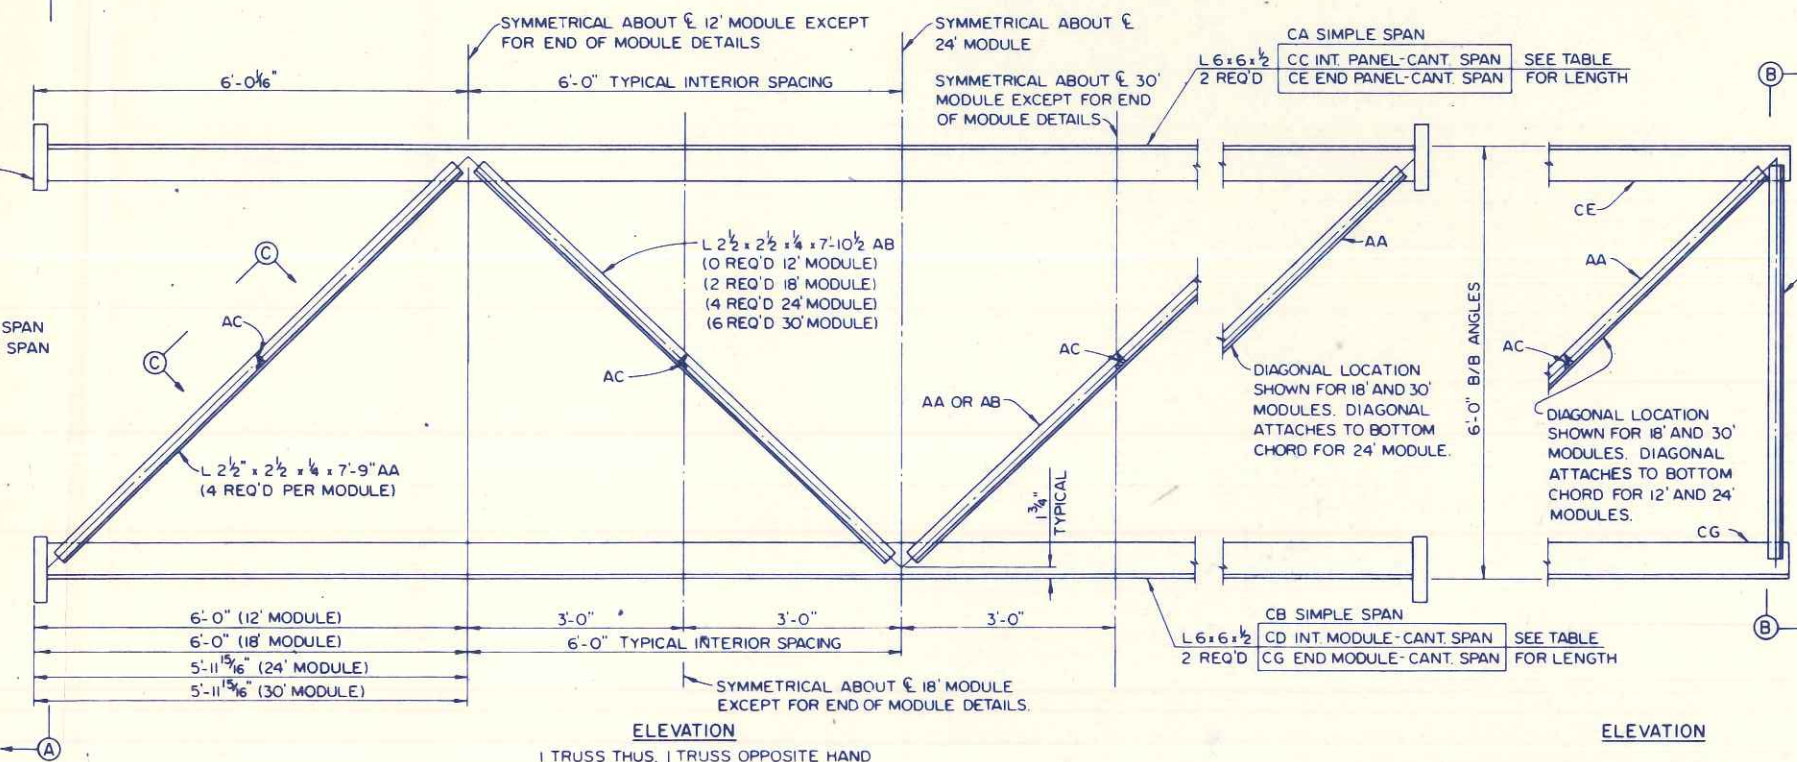 SYMMETRICAL ABOUT ℄ 12' MODULE EXCEPT
FOR END OF MODULE DETAILS
SYMMETRICAL ABOUT ℄
24' MODULE
SYMMETRICAL ABOUT ℄ 30'
MODULE EXCEPT FOR END
OF MODULE DETAILS
CA SIMPLE SPAN
L 6x6x½ CC INT. PANEL-CANT. SPAN SEE TABLE
2 REQ'D CE END PANEL-CANT. SPAN FOR LENGTH
B
6'-0 1/16"
6'-0" TYPICAL INTERIOR SPACING
C
C
SPAN
SPAN
AC
L 2½ x 2½ x ¼ x 7'-10½ AB
(0 REQ'D 12' MODULE)
(2 REQ'D 18' MODULE)
(4 REQ'D 24' MODULE)
(6 REQ'D 30' MODULE)
AC
L 2½" x 2½ x ¼ x 7'-9" AA
(4 REQ'D PER MODULE)
AA OR AB
AC
AA
DIAGONAL LOCATION
SHOWN FOR 18' AND 30'
MODULES. DIAGONAL
ATTACHES TO BOTTOM
CHORD FOR 24' MODULE.
6'-0" B/B ANGLES
1¾"
TYPICAL
CE
AA
AC
DIAGONAL LOCATION
SHOWN FOR 18' AND 30'
MODULES. DIAGONAL
ATTACHES TO BOTTOM
CHORD FOR 12' AND 24'
MODULES.
CG
6'-0" (12' MODULE)
6'-0" (18' MODULE)
5'-11 15/16" (24' MODULE)
5'-11 15/16" (30' MODULE)
3'-0"
3'-0"
3'-0"
6'-0" TYPICAL INTERIOR SPACING
SYMMETRICAL ABOUT ℄ 18' MODULE
EXCEPT FOR END OF MODULE DETAILS.
CB SIMPLE SPAN
L 6x6x½ CD INT. MODULE-CANT. SPAN SEE TABLE
2 REQ'D CG END MODULE-CANT. SPAN FOR LENGTH
B
A
ELEVATION
1 TRUSS THUS, 1 TRUSS OPPOSITE HAND
ELEVATION